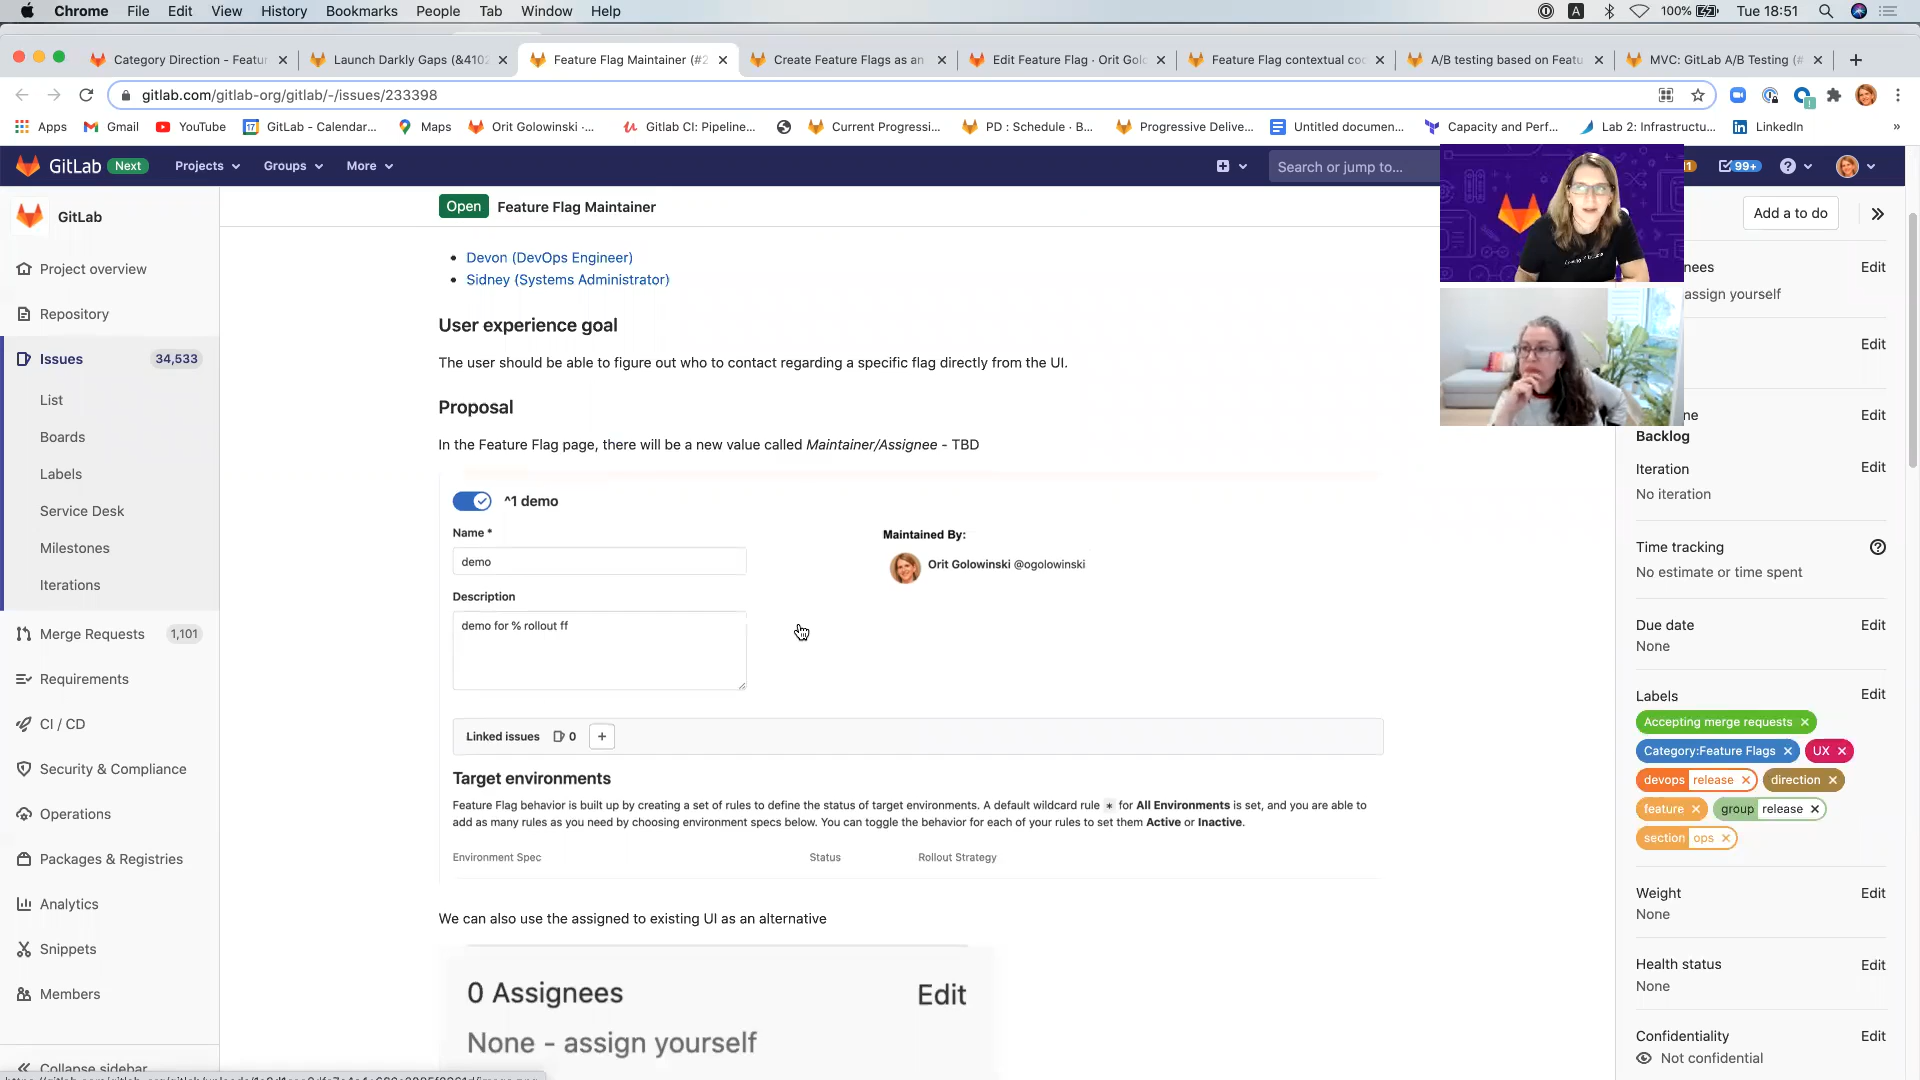 Chrome File Edit View History Bookmarks People Tab Window Help
A 100% Tue 18:51
Category Direction - Featur
Launch Darkly Gaps (&4102
Feature Flag Maintainer (#2
Create Feature Flags as an
Edit Feature Flag · Orit Golo
Feature Flag contextual co
A/B testing based on Featu
MVC: GitLab A/B Testing (#
gitlab.com/gitlab-org/gitlab/-/issues/233398
Apps Gmail YouTube GitLab - Calendar... Maps Orit Golowinski ·... Gitlab CI: Pipeline... Current Progressi... PD : Schedule · B... Progressive Delive... Untitled documen... Capacity and Perf... Lab 2: Infrastructu... LinkedIn »
GitLab Next Projects Groups More Search or jump to... 99+
GitLab
Project overview
Repository
Issues 34,533
List
Boards
Labels
Service Desk
Milestones
Iterations
Merge Requests 1,101
Requirements
CI / CD
Security & Compliance
Operations
Packages & Registries
Analytics
Snippets
Members
Collapse sidebar
Open Feature Flag Maintainer
Devon (DevOps Engineer)
Sidney (Systems Administrator)
User experience goal
The user should be able to figure out who to contact regarding a specific flag directly from the UI.
Proposal
In the Feature Flag page, there will be a new value called Maintainer/Assignee - TBD
^1 demo
Name *
demo
Description
demo for % rollout ff
Maintained By:
Orit Golowinski @ogolowinski
Linked issues 0 +
Target environments
Feature Flag behavior is built up by creating a set of rules to define the status of target environments. A default wildcard rule * for All Environments is set, and you are able to
add as many rules as you need by choosing environment specs below. You can toggle the behavior for each of your rules to set them Active or Inactive.
Environment Spec Status Rollout Strategy
We can also use the assigned to existing UI as an alternative
0 Assignees Edit
None - assign yourself
Add a to do
nees Edit
assign yourself
Edit
ne Edit
Backlog
Iteration Edit
No iteration
Time tracking
No estimate or time spent
Due date Edit
None
Labels Edit
Accepting merge requests
Category:Feature Flags UX
devops release direction
feature group release
section ops
Weight Edit
None
Health status Edit
None
Confidentiality Edit
Not confidential